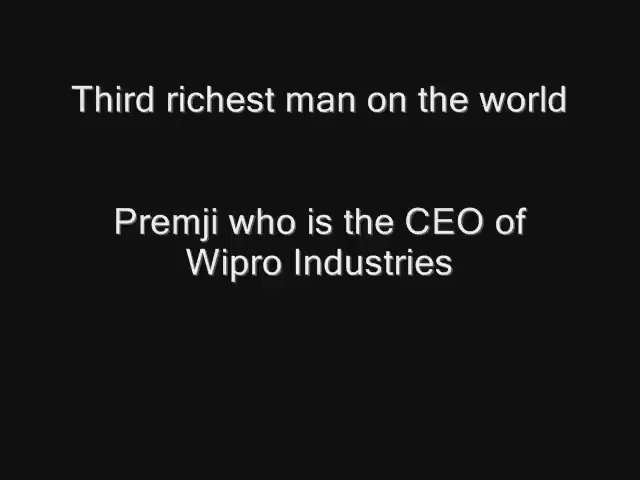 Third richest man on the world
Premji who is the CEO of
Wipro Industries